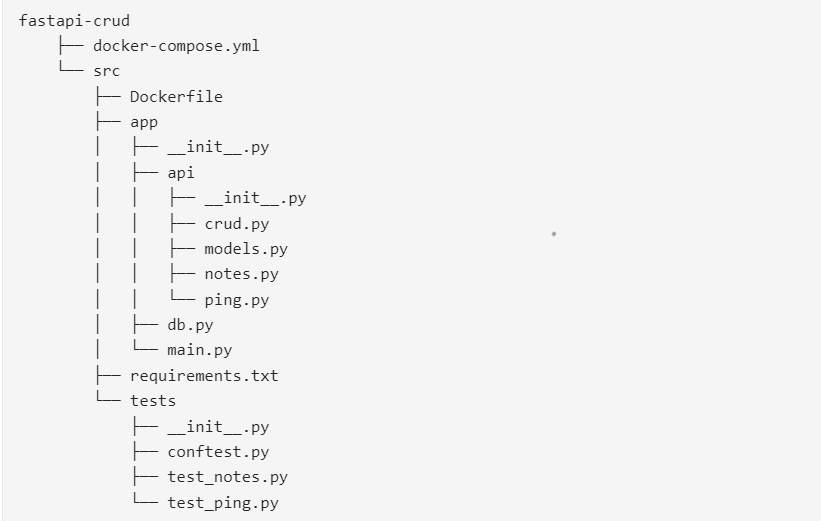 fastapi-crud
    ├── docker-compose.yml
    └── src
        ├── Dockerfile
        ├── app
        │   ├── __init__.py
        │   ├── api
        │   │   ├── __init__.py
        │   │   ├── crud.py
        │   │   ├── models.py
        │   │   ├── notes.py
        │   │   └── ping.py
        │   ├── db.py
        │   └── main.py
        ├── requirements.txt
        └── tests
            ├── __init__.py
            ├── conftest.py
            ├── test_notes.py
            └── test_ping.py